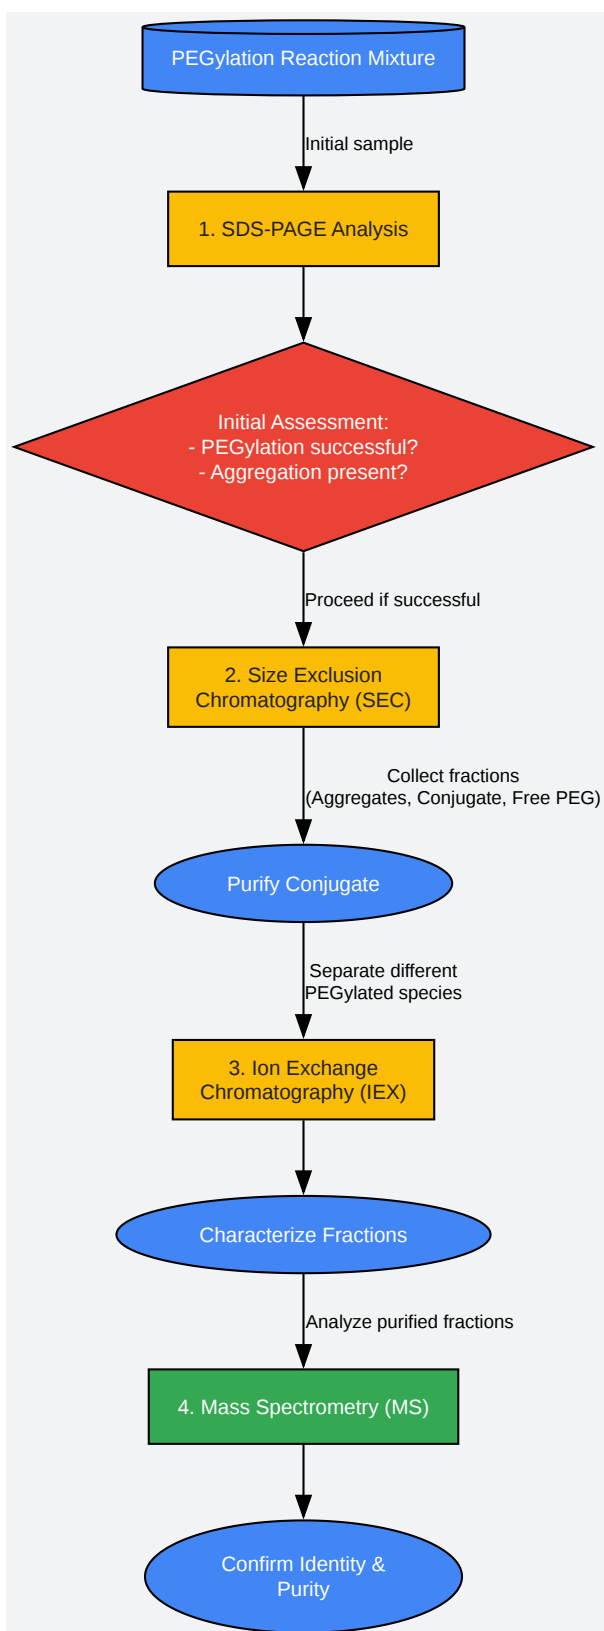 PEGylation Reaction Mixture
Initial sample
1. SDS-PAGE Analysis
Initial Assessment:
- PEGylation successful?
- Aggregation present?
Proceed if successful
2. Size Exclusion
Chromatography (SEC)
Collect fractions
(Aggregates, Conjugate, Free PEG)
Purify Conjugate
Separate different
PEGylated species
3. Ion Exchange
Chromatography (IEX)
Characterize Fractions
Analyze purified fractions
4. Mass Spectrometry (MS)
Confirm Identity &
Purity